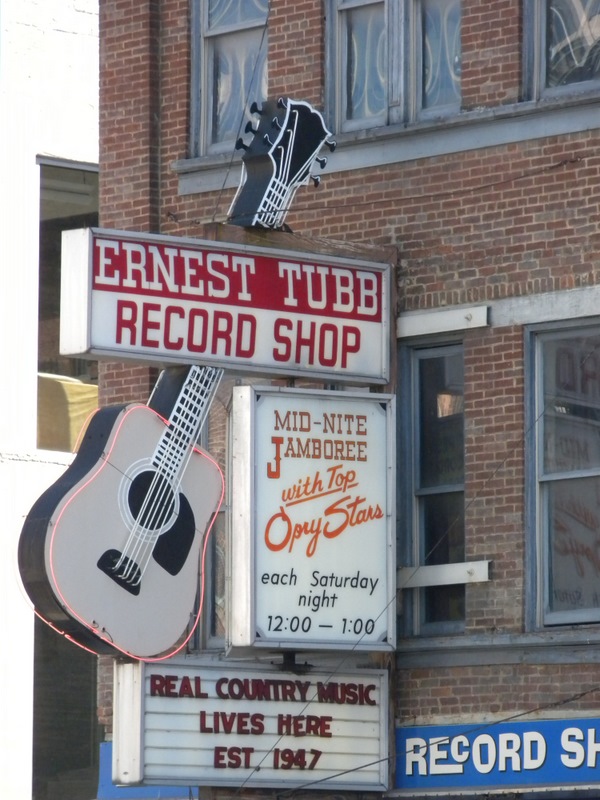 ERNEST TUBB
RECORD SHOP
MID-NITE
JAMBOREE
with Top
Opry Stars
each Saturday
night
12:00 — 1:00
REAL COUNTRY MUSIC
LIVES HERE
EST. 1947
RECORD SH